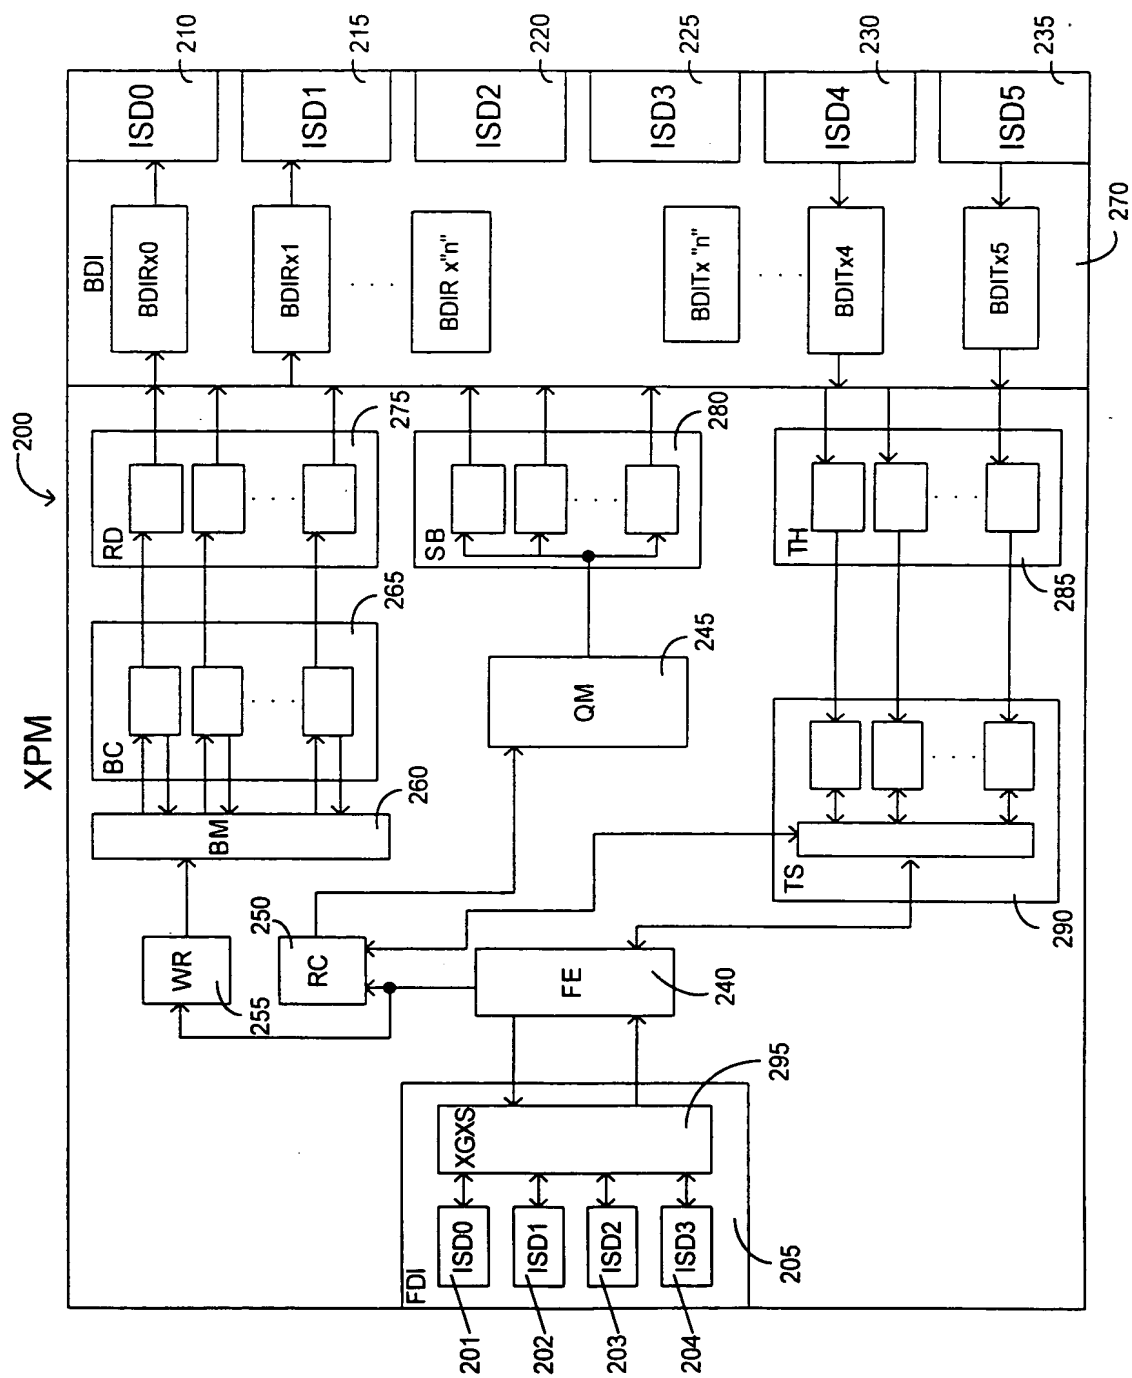 XPM
200
FDI
ISD0
201
ISD1
202
ISD2
203
ISD3
204
205
XGXS
295
FE
240
WR
255
RC
250
BM
260
BC
265
RD
275
QM
245
SB
280
TS
290
TH
285
BDI
BDIRx0
BDIRx1
. . . .
BDIR x"n"
BDITx "n"
. . . .
BDITx4
BDITx5
270
ISD0
210
ISD1
215
ISD2
220
ISD3
225
ISD4
230
ISD5
235